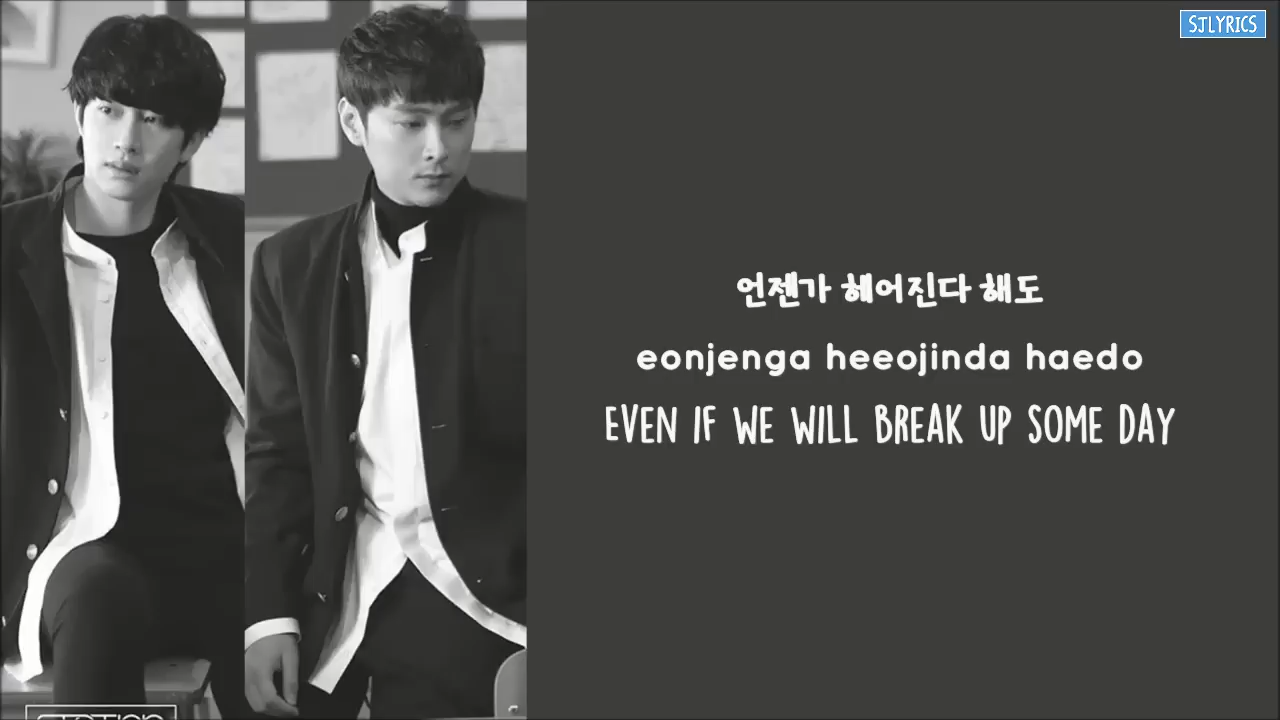 SJLYRICS
언젠가 헤어진다 해도
eonjenga heeojinda haedo
EVEN IF WE WILL BREAK UP SOME DAY
STATION